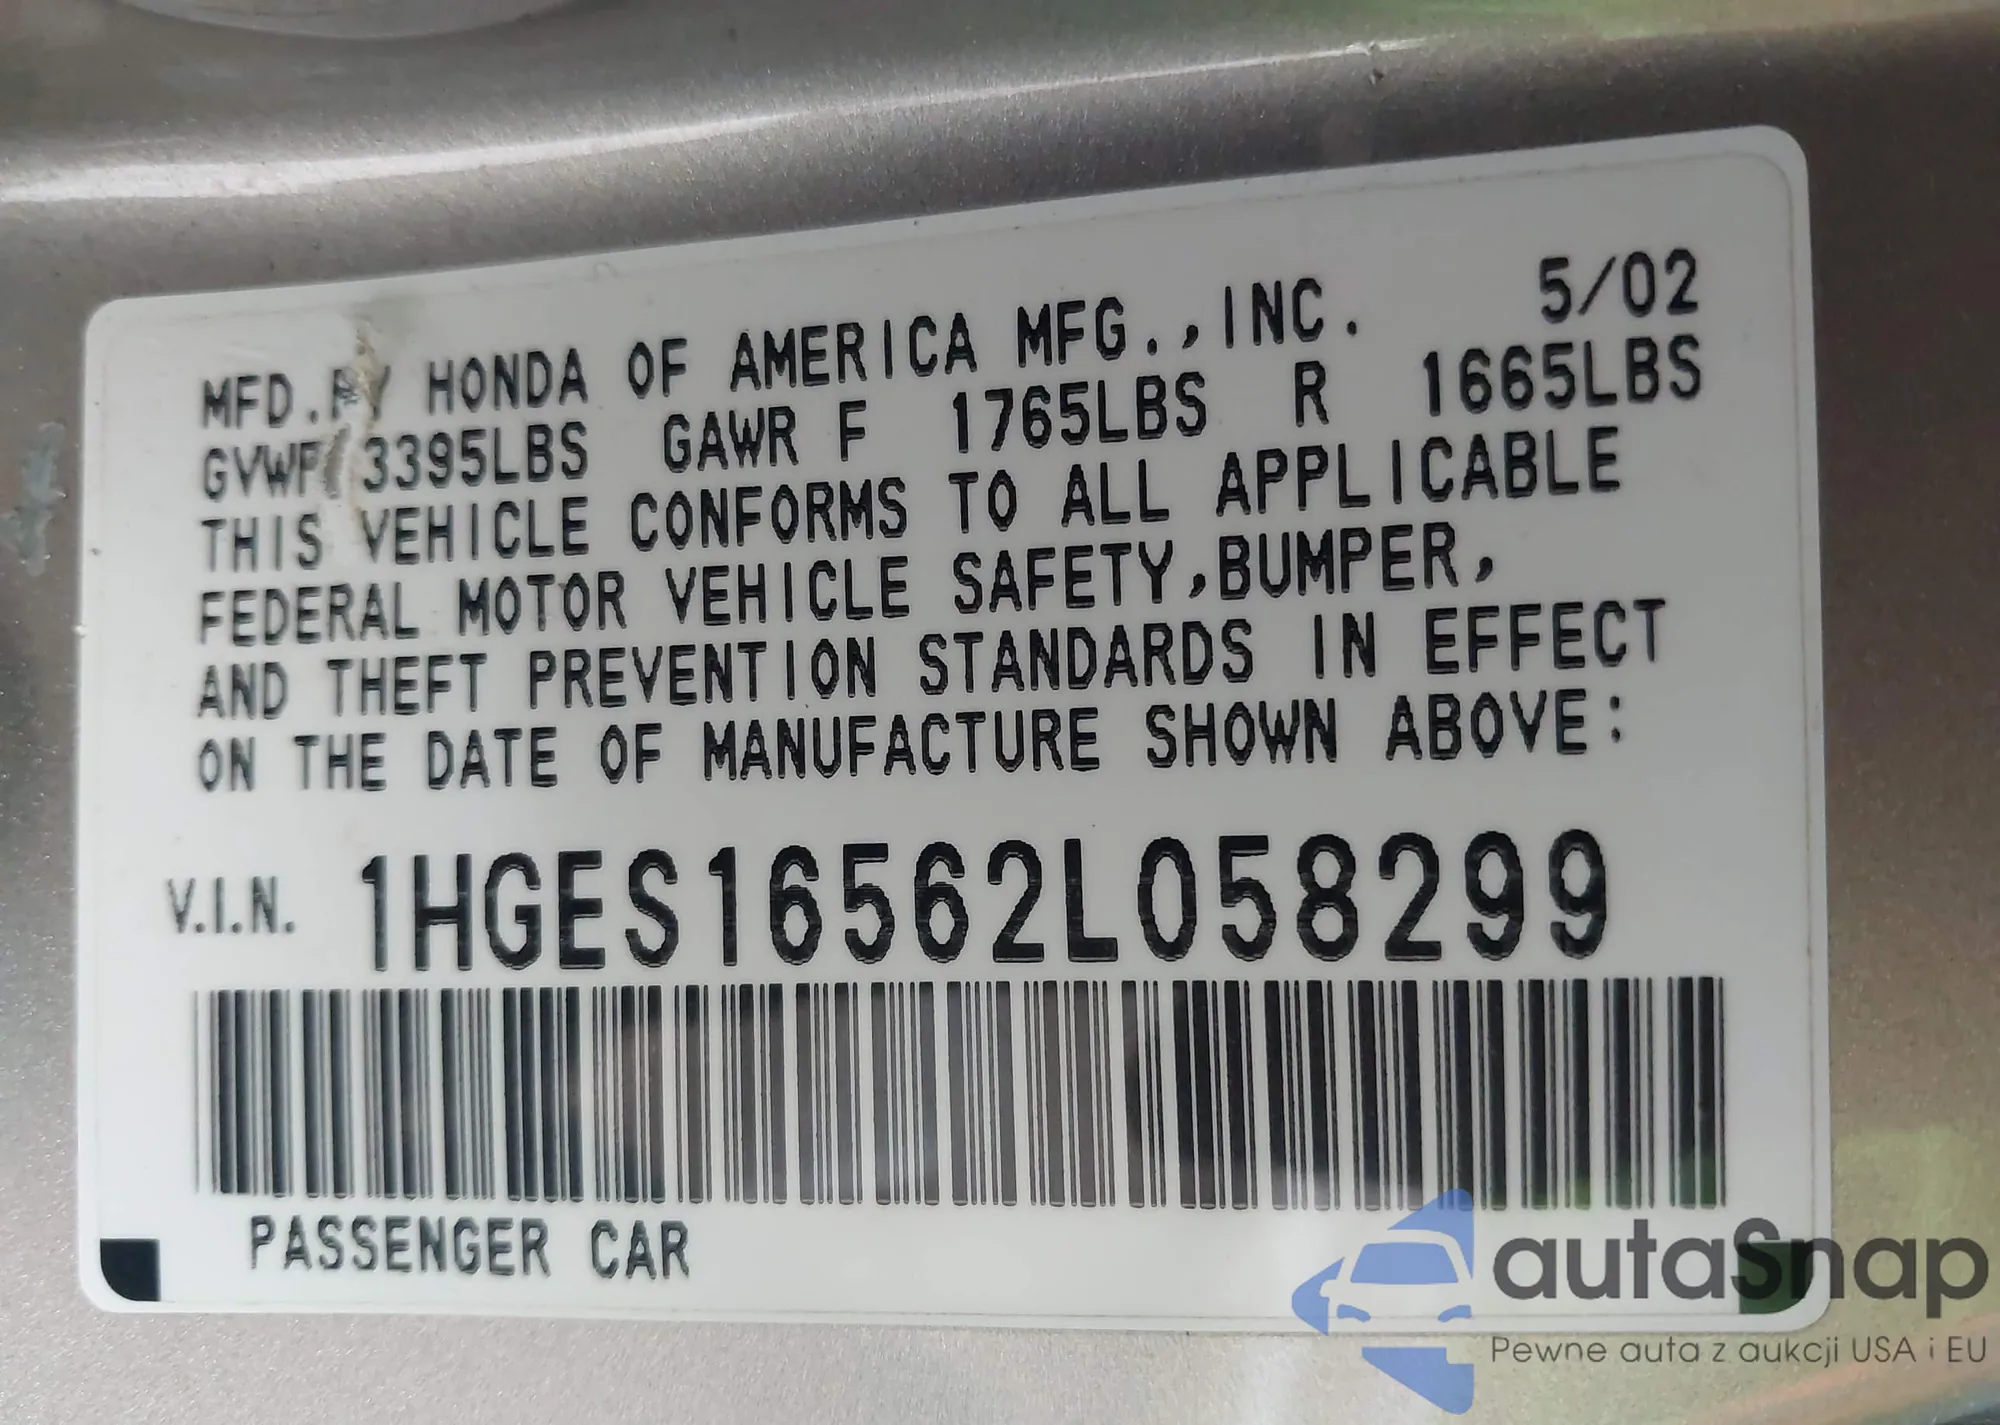 MFD.BY HONDA OF AMERICA MFG.,INC. 5/02
GVWR 3395LBS GAWR F 1765LBS R 1665LBS
THIS VEHICLE CONFORMS TO ALL APPLICABLE
FEDERAL MOTOR VEHICLE SAFETY,BUMPER,
AND THEFT PREVENTION STANDARDS IN EFFECT
ON THE DATE OF MANUFACTURE SHOWN ABOVE:
V.I.N. 1HGES16562L058299
PASSENGER CAR
autaSnap
Pewne auta z aukcji USA i EU